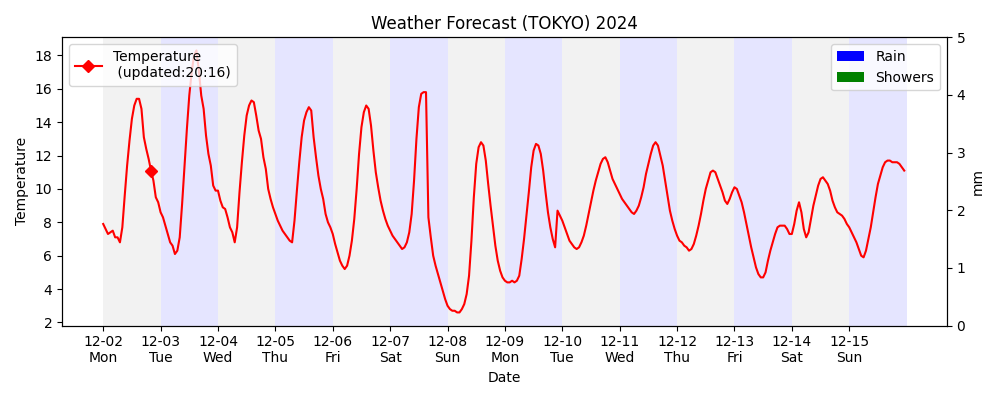 Weather Forecast (TOKYO) 2024
Temperature
(updated:20:16)
Rain
Showers
Temperature
18
16
14
12
10
8
6
4
2
5
4
3
2
1
0
mm
12-02 12-03 12-04 12-05 12-06 12-07 12-08 12-09 12-10 12-11 12-12 12-13 12-14 12-15
Mon Tue Wed Thu Fri Sat Sun Mon Tue Wed Thu Fri Sat Sun
Date